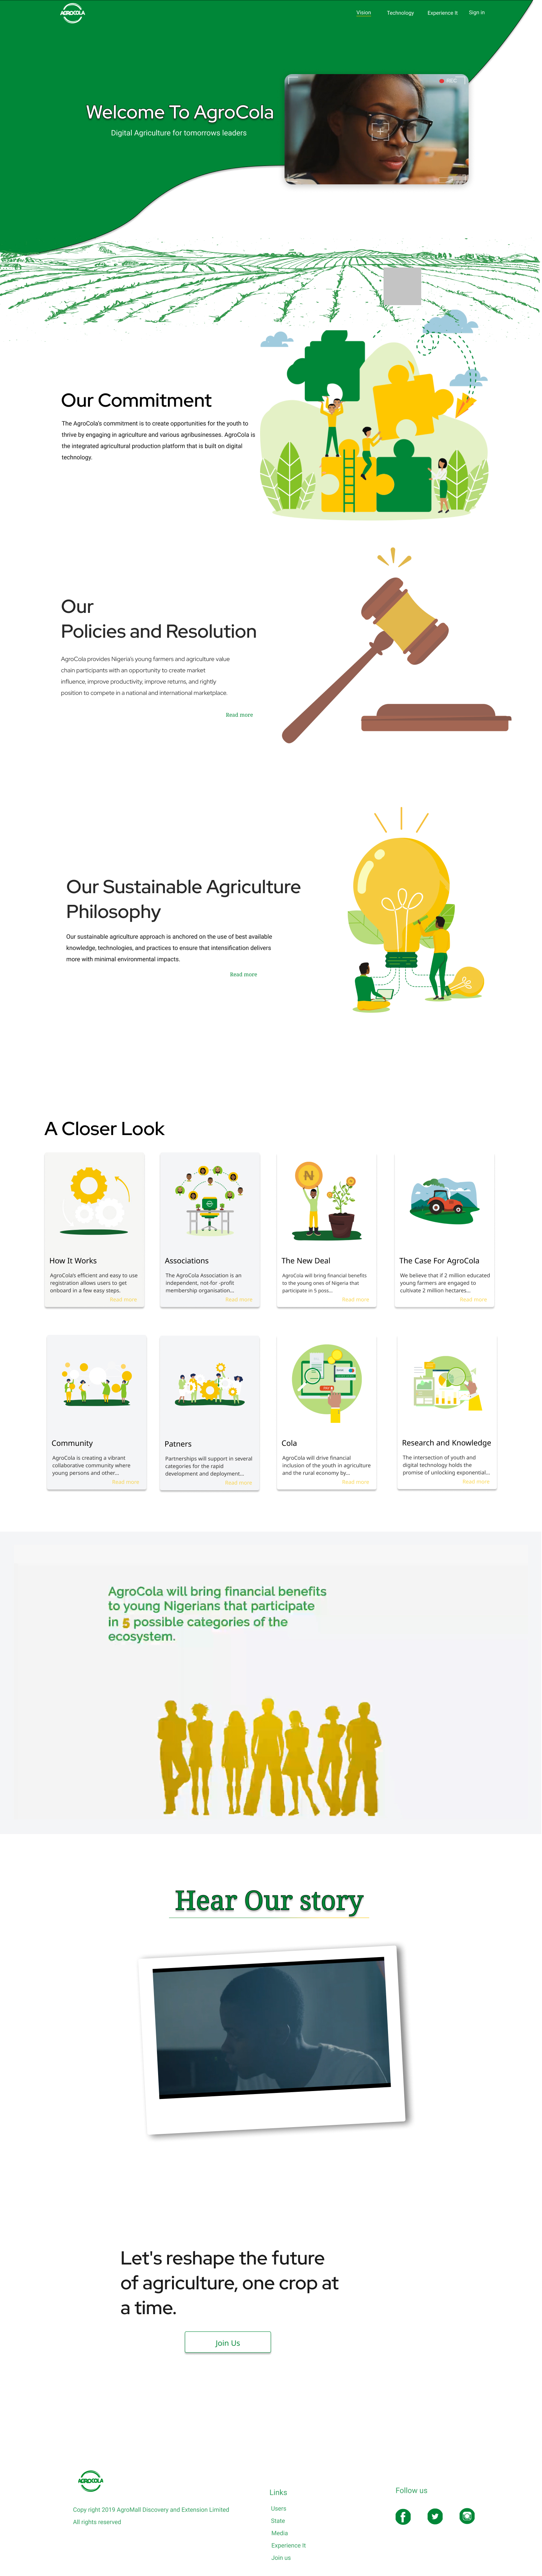 AGROCOLA
Vision Technology Experience It Sign in
Welcome To AgroCola
Digital Agriculture for tomorrows leaders
Our Commitment
The AgroCola's commitment is to create opportunities for the youth to
thrive by engaging in agriculture and various agribusinesses. AgroCola is
the integrated agricultural production platform that is built on digital
technology.
Our
Policies and Resolution
AgroCola provides Nigeria's young farmers and agriculture value
chain participants with an opportunity to create market
influence, improve productivity, improve returns, and rightly
position to compete in a national and international marketplace.
Read more
Our Sustainable Agriculture
Philosophy
Our sustainable agriculture approach is anchored on the use of best available
knowledge, technologies, and practices to ensure that intensification delivers
more with minimal environmental impacts.
Read more
A Closer Look
How It Works
AgroCola's efficient and easy to use
registration allows users to get
onboard in a few easy steps.
Read more
Associations
The AgroCola Association is an
independent, not-for -profit
membership organisation...
Read more
The New Deal
AgroCola will bring financial benefits
to the young ones of Nigeria that
participate in 5 poss...
Read more
The Case For AgroCola
We believe that if 2 million educated
young farmers are engaged to
cultivate 2 million hectares...
Read more
Community
AgroCola is creating a vibrant
collaborative community where
young persons and other...
Read more
Patners
Partnerships will support in several
categories for the rapid
development and deployment...
Read more
Cola
AgroCola will drive financial
inclusion of the youth in agriculture
and the rural economy by...
Read more
Research and Knowledge
The intersection of youth and
digital technology holds the
promise of unlocking exponential...
Read more
AgroCola will bring financial benefits
to young Nigerians that participate
in 5 possible categories of the
ecosystem.
Hear Our story
Let's reshape the future
of agriculture, one crop at
a time.
Join Us
AGROCOLA
Copy right 2019 AgroMall Discovery and Extension Limited
All rights reserved
Links
Users
State
Media
Experience It
Join us
Follow us